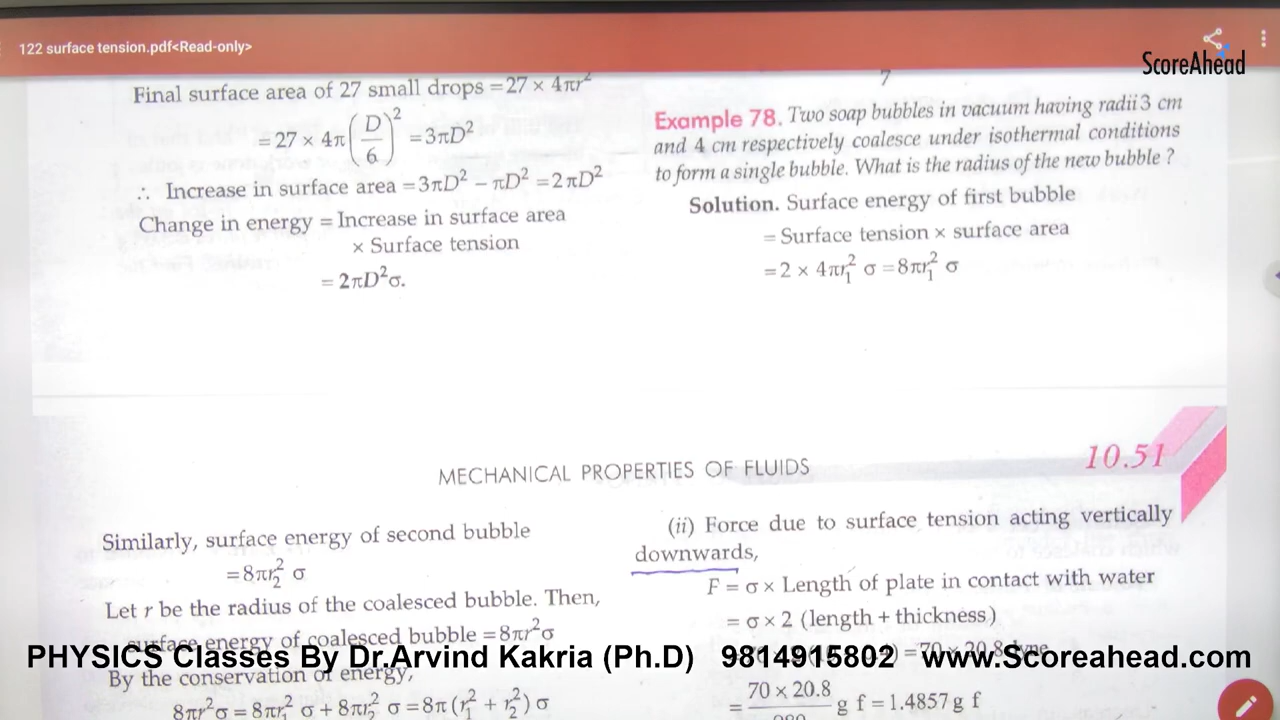 122 surface tension.pdf<Read-only>
ScoreAhead
Final surface area of 27 small drops = 27 × 4πr²
= 27 × 4π (D/6)² = 3πD²
∴ Increase in surface area = 3πD² − πD² = 2πD²
Change in energy = Increase in surface area
× Surface tension
= 2πD²σ.
7
Example 78. Two soap bubbles in vacuum having radii 3 cm
and 4 cm respectively coalesce under isothermal conditions
to form a single bubble. What is the radius of the new bubble ?
Solution. Surface energy of first bubble
= Surface tension × surface area
= 2 × 4πr₁² σ = 8πr₁² σ
MECHANICAL PROPERTIES OF FLUIDS
10.51
Similarly, surface energy of second bubble
= 8πr₂² σ
Let r be the radius of the coalesced bubble. Then,
surface energy of coalesced bubble = 8πr²σ
By the conservation of energy,
8πr²σ = 8πr₁² σ + 8πr₂² σ = 8π (r₁² + r₂²) σ
(ii) Force due to surface tension acting vertically
downwards,
F = σ × Length of plate in contact with water
= σ × 2 (length + thickness)
= 70 × 20.8 dyne
= 70 × 20.8 / 980 g f = 1.4857 g f
PHYSICS Classes By Dr.Arvind Kakria (Ph.D) 9814915802 www.Scoreahead.com